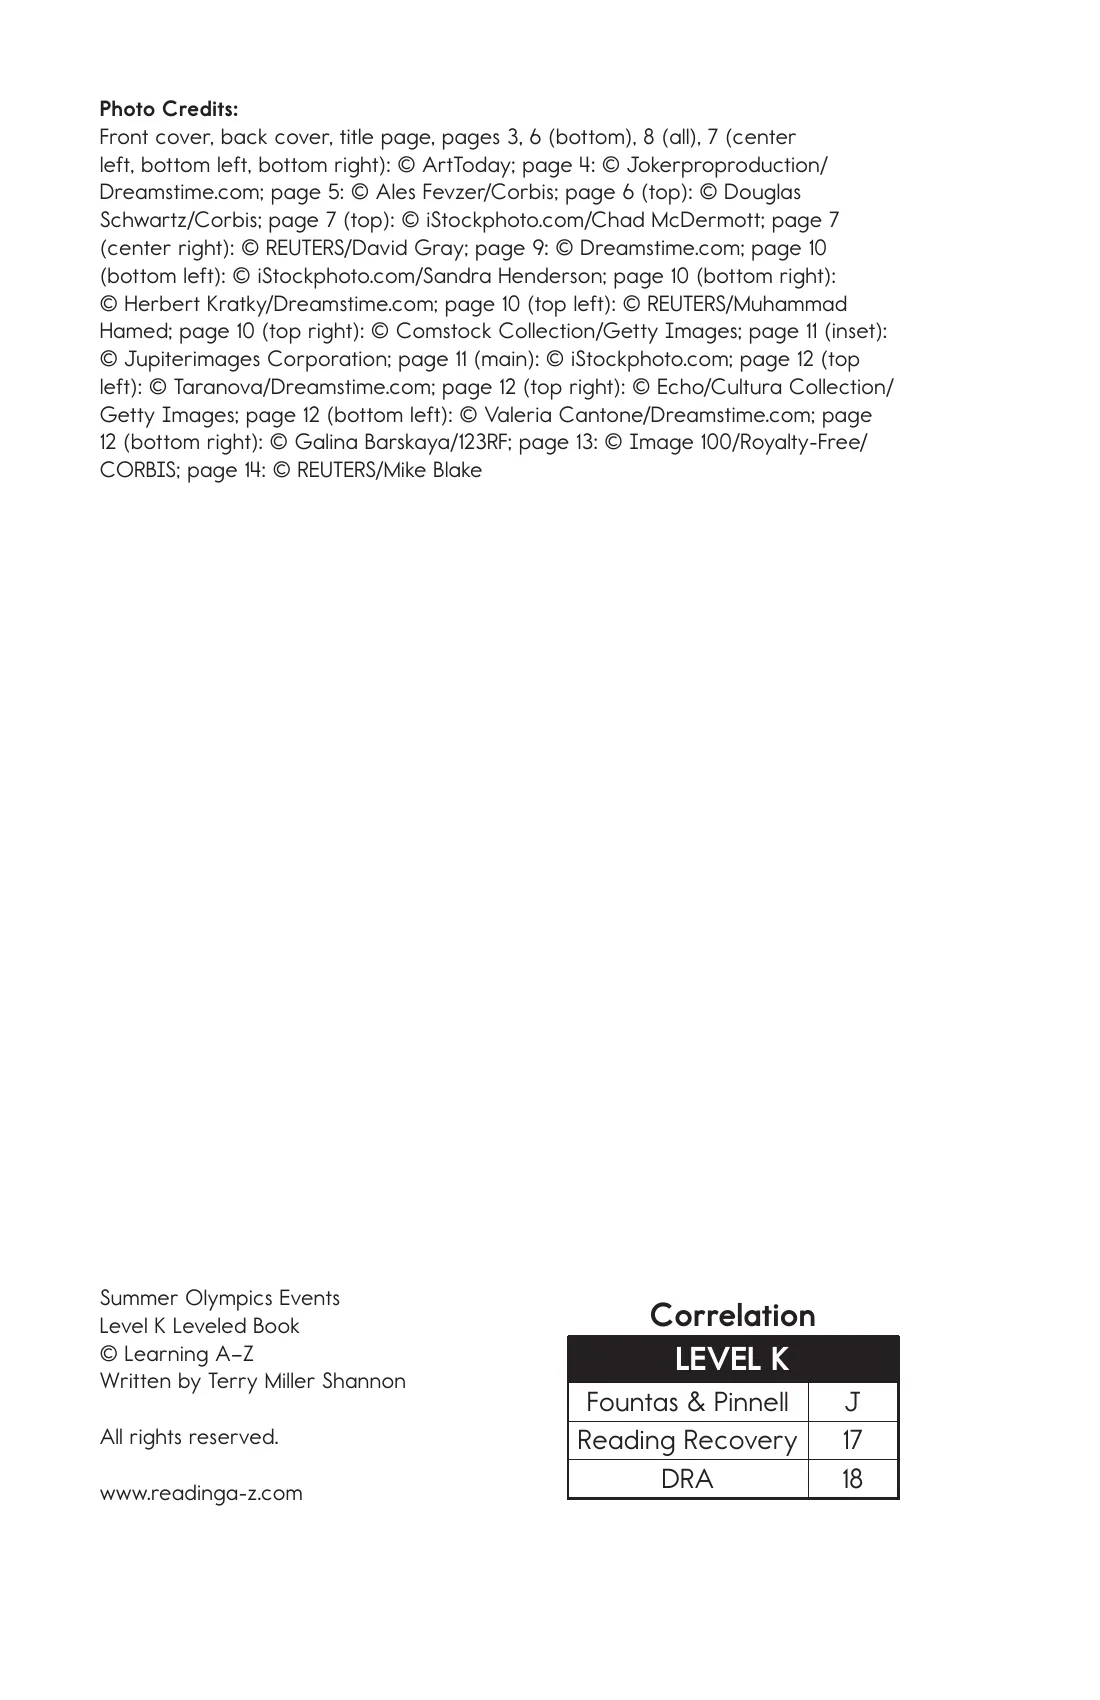 Photo Credits:
Front cover, back cover, title page, pages 3, 6 (bottom), 8 (all), 7 (center
left, bottom left, bottom right): © ArtToday; page 4: © Jokerproproduction/
Dreamstime.com; page 5: © Ales Fevzer/Corbis; page 6 (top): © Douglas
Schwartz/Corbis; page 7 (top): © iStockphoto.com/Chad McDermott; page 7
(center right): © REUTERS/David Gray; page 9: © Dreamstime.com; page 10
(bottom left): © iStockphoto.com/Sandra Henderson; page 10 (bottom right):
© Herbert Kratky/Dreamstime.com; page 10 (top left): © REUTERS/Muhammad
Hamed; page 10 (top right): © Comstock Collection/Getty Images; page 11 (inset):
© Jupiterimages Corporation; page 11 (main): © iStockphoto.com; page 12 (top
left): © Taranova/Dreamstime.com; page 12 (top right): © Echo/Cultura Collection/
Getty Images; page 12 (bottom left): © Valeria Cantone/Dreamstime.com; page
12 (bottom right): © Galina Barskaya/123RF; page 13: © Image 100/Royalty-Free/
CORBIS; page 14: © REUTERS/Mike Blake
Summer Olympics Events
Level K Leveled Book
© Learning A–Z
Written by Terry Miller Shannon
All rights reserved.
www.readinga-z.com
Correlation
LEVEL K
Fountas & Pinnell J
Reading Recovery 17
DRA 18